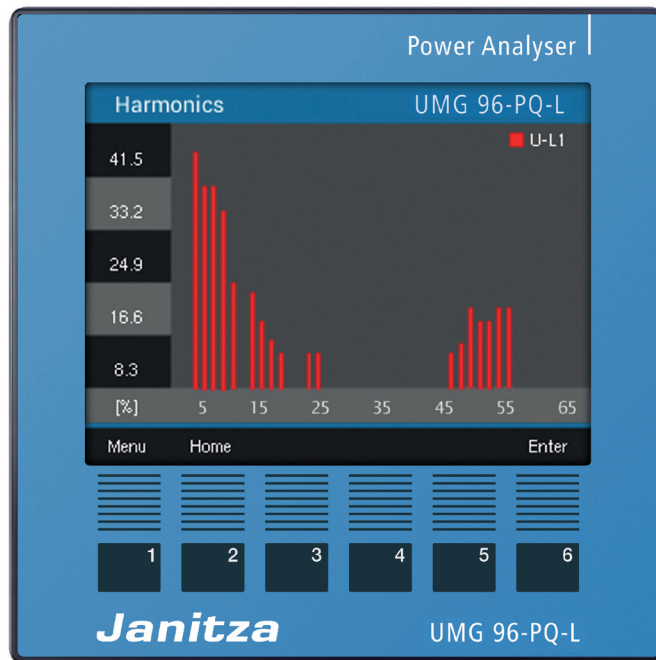 Power Analyser
Harmonics UMG 96-PQ-L
U-L1
41.5
33.2
24.9
16.6
8.3
[%] 5 15 25 35 45 55 65
Menu Home Enter
1 2 3 4 5 6
Janitza UMG 96-PQ-L